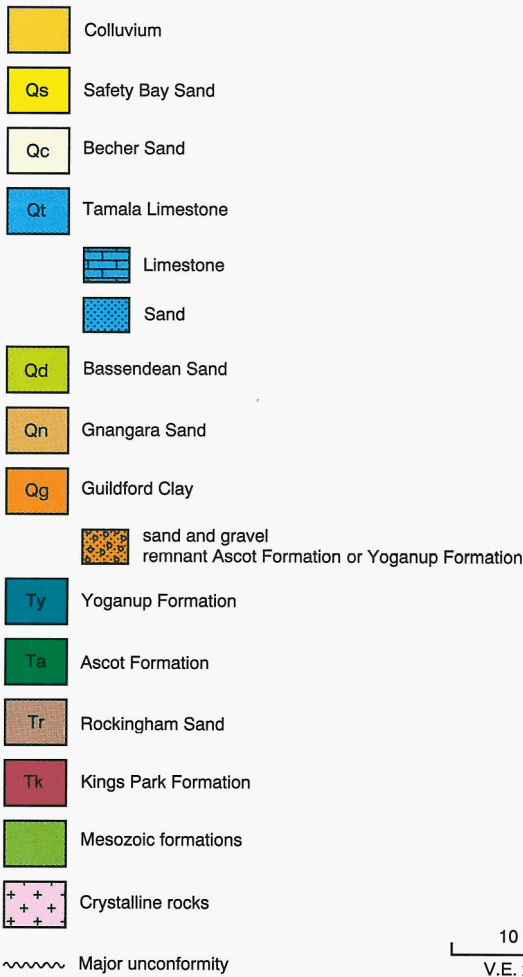 Colluvium
Qs Safety Bay Sand
Qc Becher Sand
Qt Tamala Limestone
Limestone
Sand
Qd Bassendean Sand
Qn Gnangara Sand
Qg Guildford Clay
sand and gravel
remnant Ascot Formation or Yoganup Formation
Ty Yoganup Formation
Ta Ascot Formation
Tr Rockingham Sand
Tk Kings Park Formation
Mesozoic formations
Crystalline rocks
10
Major unconformity
V.E.